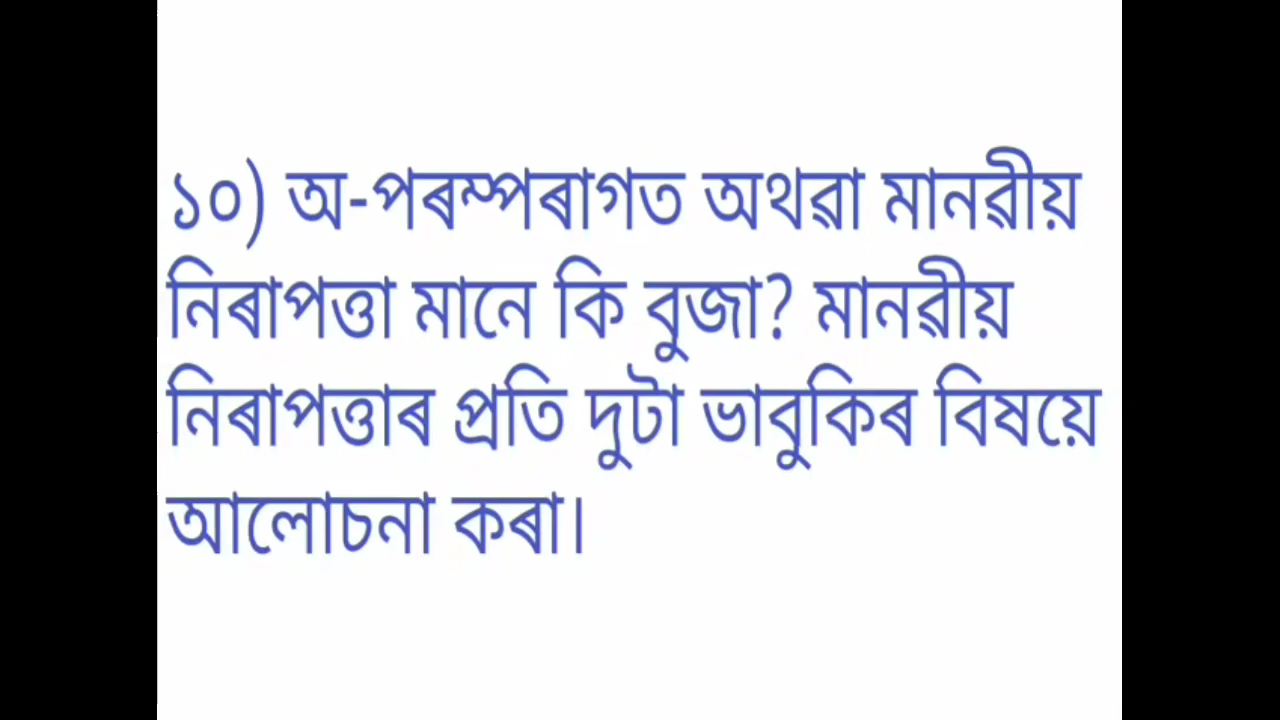 ১০) অ-পৰম্পৰাগত অথৱা মানৱীয়
নিৰাপত্তা মানে কি বুজা? মানৱীয়
নিৰাপত্তাৰ প্ৰতি দুটা ভাবুকিৰ বিষয়ে
আলোচনা কৰা।